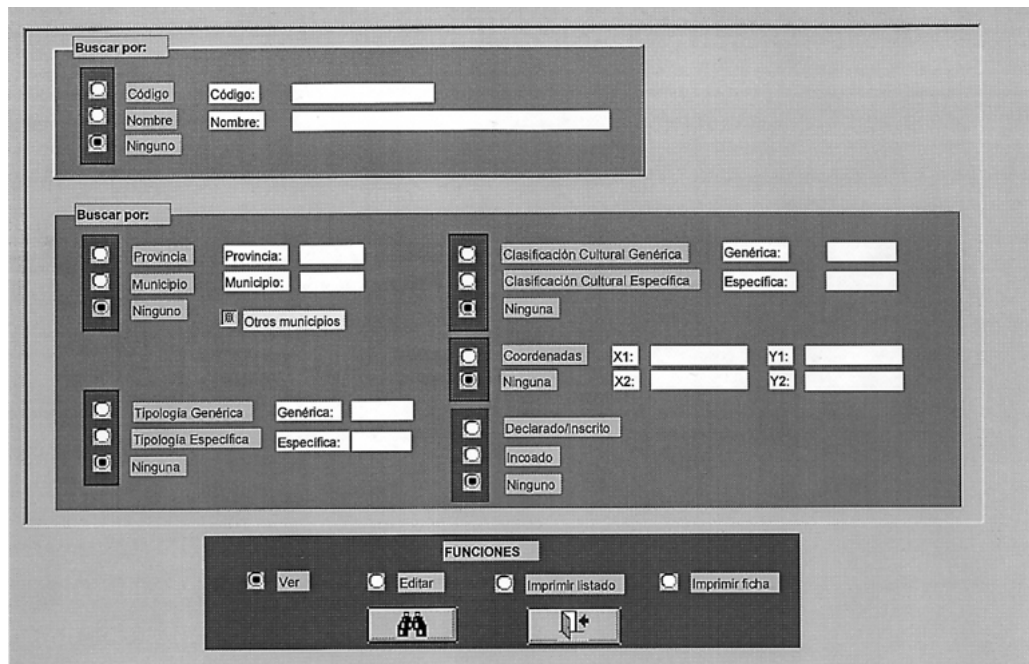 Buscar por:
Código Código:
Nombre Nombre:
Ninguno
Buscar por:
Provincia Provincia:
Municipio Municipio:
Ninguno
Otros municipios
Tipología Genérica Genérica:
Tipología Específica Específica:
Ninguna
Clasificación Cultural Genérica Genérica:
Clasificación Cultural Específica Específica:
Ninguna
Coordenadas X1: Y1:
Ninguna X2: Y2:
Declarado/Inscrito
Incoado
Ninguno
FUNCIONES
Ver Editar Imprimir listado Imprimir ficha